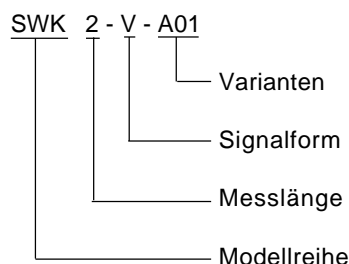 SWK 2 - V - A01
Varianten
Signalform
Messlänge
Modellreihe